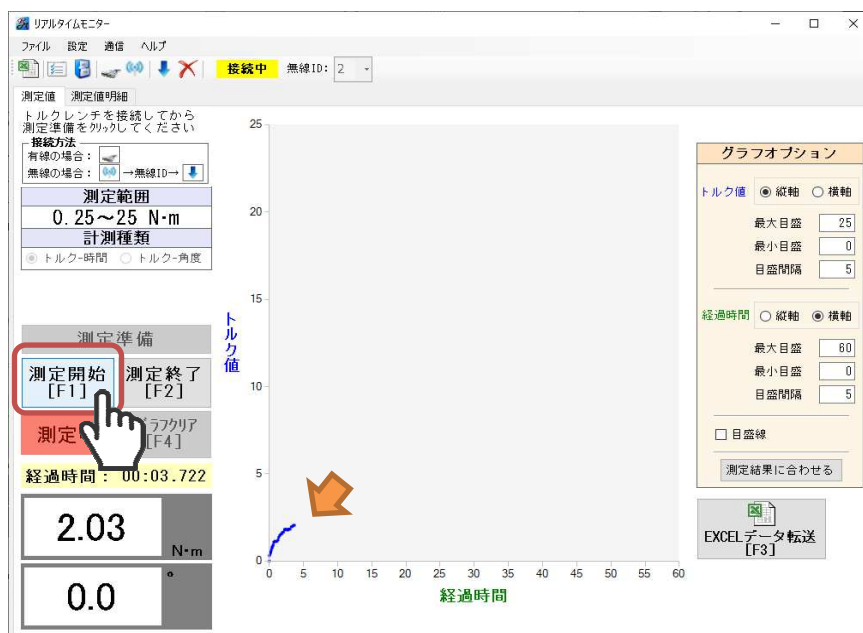 リアルタイムモニター
ファイル 設定 通信 ヘルプ
接続中 無線ID: 2
測定値 測定値明細
トルクレンチを接続してから
測定準備をクリックしてください
接続方法
有線の場合：
無線の場合： →無線ID→
測定範囲
0.25～25 N･m
計測種類
トルク-時間 トルク-角度
測定準備
測定開始
[F1]
測定終了
[F2]
測定
グラフクリア
[F4]
経過時間： 00:03.722
2.03
N･m
0.0
°
トルク値
25
20
15
10
5
0
0 5 10 15 20 25 30 35 40 45 50 55 60
経過時間
グラフオプション
トルク値 縦軸 横軸
最大目盛 25
最小目盛 0
目盛間隔 5
経過時間 縦軸 横軸
最大目盛 60
最小目盛 0
目盛間隔 5
目盛線
測定結果に合わせる
EXCELデータ転送
[F3]